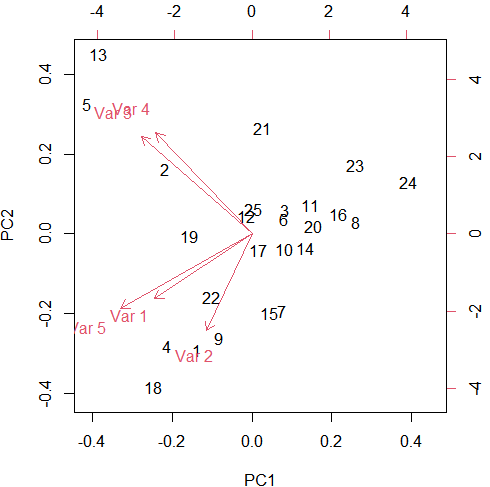 -4 -2 0 2 4
13
0.4 4
5 Var 3 Var 4
21
0.2 2 23 2
24
25 3 7
12 6 16
20 8
0.0 19 0
17 10 14
22
-0.2 15 7 -2
Var 5 Var 1
9
4 1
Var 2
18
-0.4 -4
-0.4 -0.2 0.0 0.2 0.4
PC1
PC2